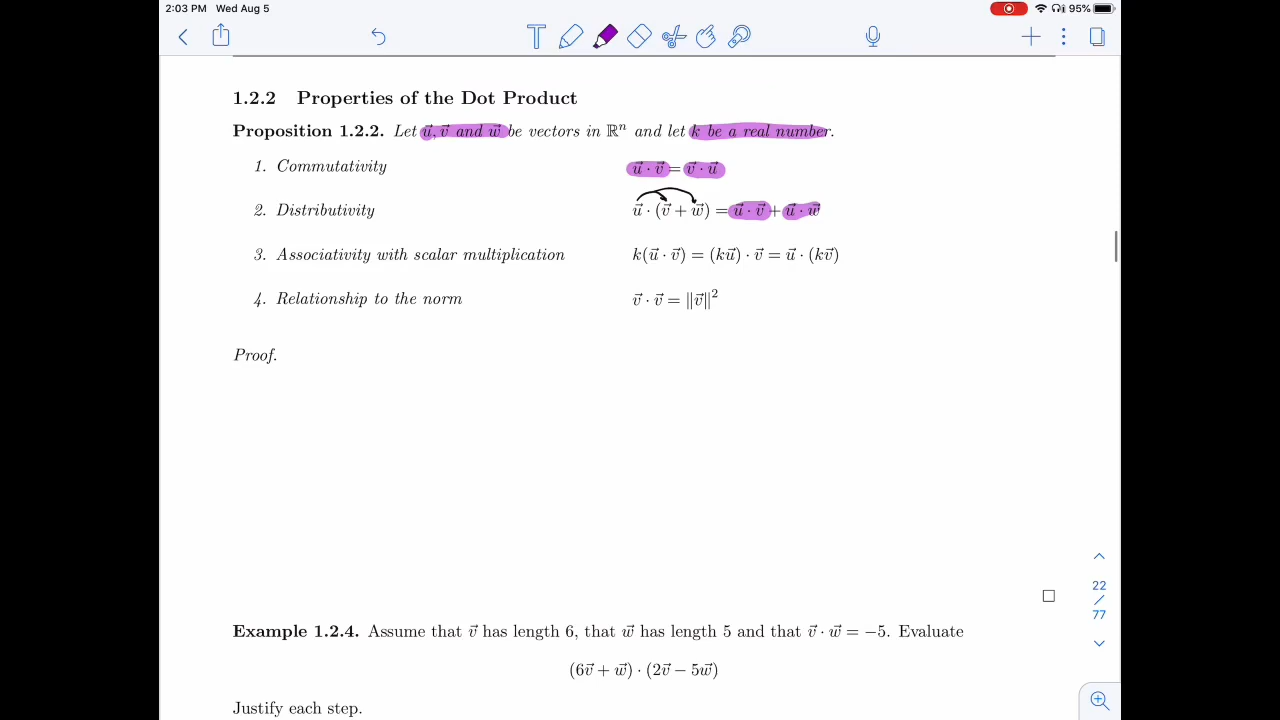 2:03 PM Wed Aug 5 95%
1.2.2 Properties of the Dot Product
Proposition 1.2.2. Let u⃗, v⃗ and w⃗ be vectors in ℝⁿ and let k be a real number.
1. Commutativity u⃗ · v⃗ = v⃗ · u⃗
2. Distributivity u⃗ · (v⃗ + w⃗) = u⃗ · v⃗ + u⃗ · w⃗
3. Associativity with scalar multiplication k(u⃗ · v⃗) = (ku⃗) · v⃗ = u⃗ · (kv⃗)
4. Relationship to the norm v⃗ · v⃗ = ‖v⃗‖²
Proof.
22
/
77
□
Example 1.2.4. Assume that v⃗ has length 6, that w⃗ has length 5 and that v⃗ · w⃗ = −5. Evaluate
(6v⃗ + w⃗) · (2v⃗ − 5w⃗)
Justify each step.